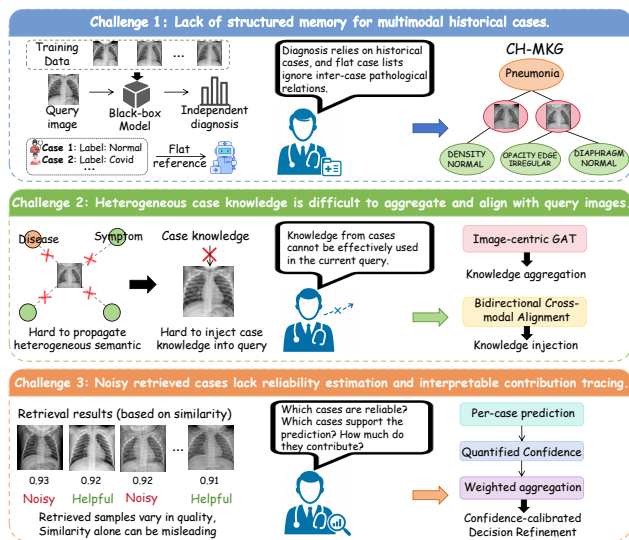 Challenge 1: Lack of structured memory for multimodal historical cases.
Training
Data
...
Query
image
Black-box
Model
Independent
diagnosis
Case 1: Label: Normal
Case 2: Label: Covid
...
Flat
reference
Diagnosis relies on historical
cases, and flat case lists
ignore inter-case pathological
relations.
CH-MKG
Pneumonia
DENSITY
NORMAL
OPACITY EDGE
IRREGULAR
DIAPHRAGM
NORMAL
Challenge 2: Heterogeneous case knowledge is difficult to aggregate and align with query images.
Disease
Symptom
Hard to propagate
heterogeneous semantic
Case knowledge
Hard to inject case
knowledge into query
Knowledge from cases
cannot be effectively used
in the current query.
Image-centric GAT
Knowledge aggregation
Bidirectional Cross-
modal Alignment
Knowledge injection
Challenge 3: Noisy retrieved cases lack reliability estimation and interpretable contribution tracing.
Retrieval results (based on similarity)
...
0.93 0.92 0.92 0.91
Noisy Helpful Noisy Helpful
Retrieved samples vary in quality,
Similarity alone can be misleading
Which cases are reliable?
Which cases support the
prediction? How much do
they contribute?
Per-case prediction
Quantified Confidence
Weighted aggregation
Confidence-calibrated
Decision Refinement